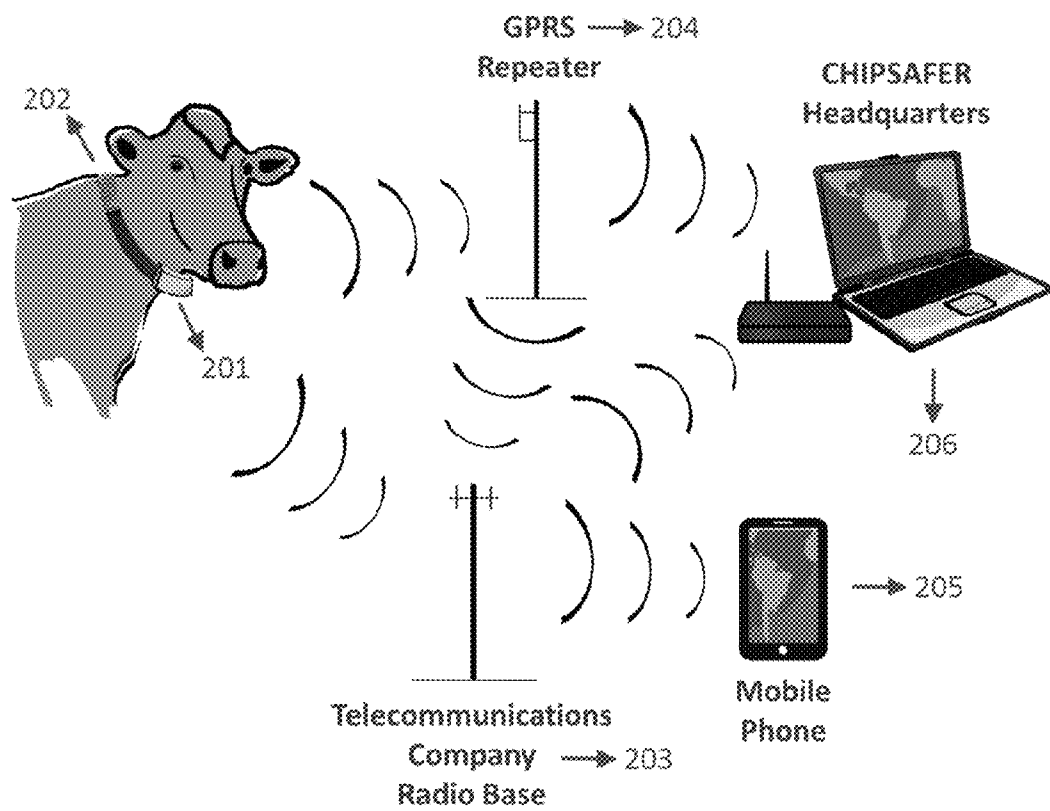 GPRS → 204
Repeater
CHIPSAFER
Headquarters
202
201
206
205
Mobile
Phone
Telecommunications
Company → 203
Radio Base